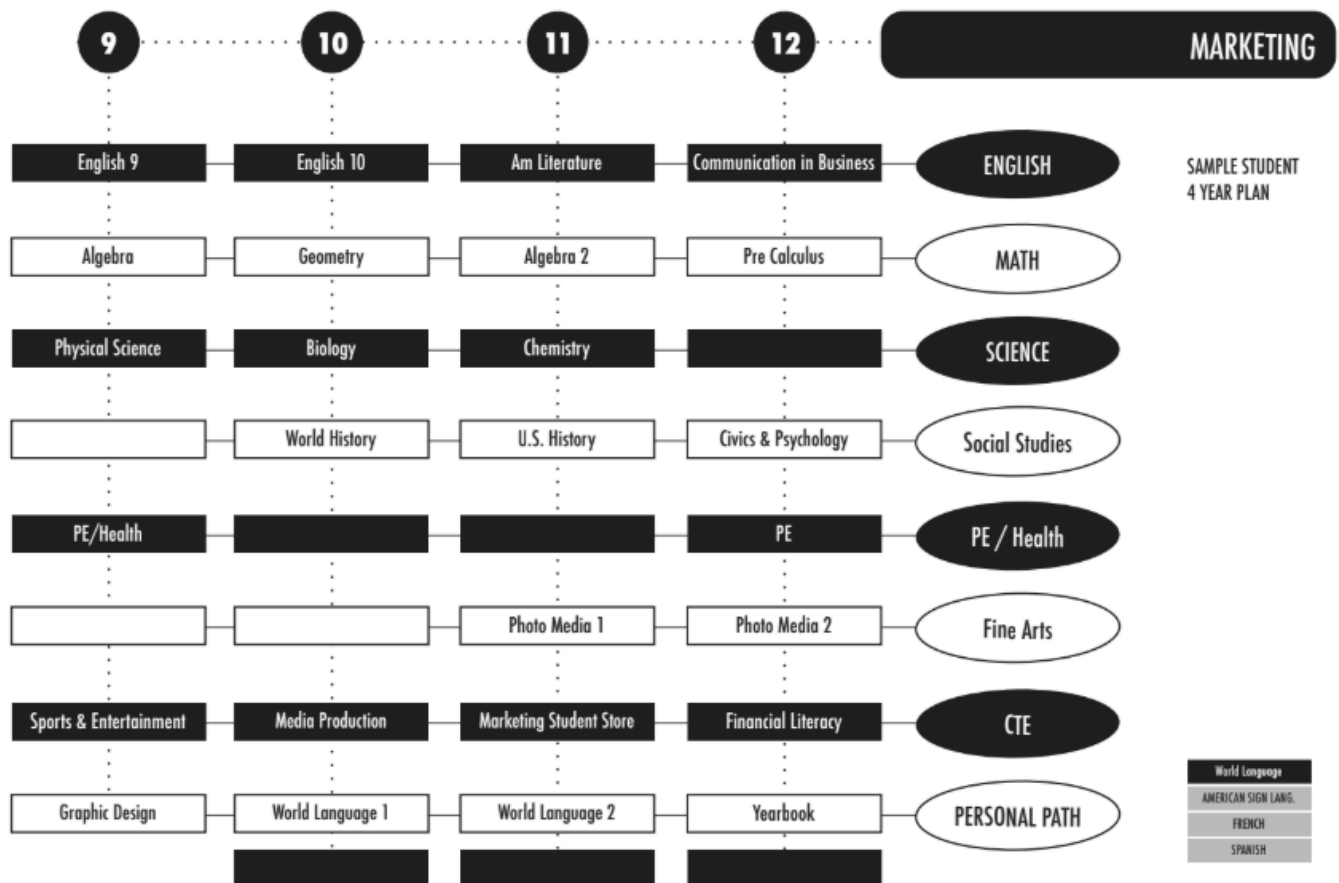 9
10
11
12
MARKETING
English 9
English 10
Am Literature
Communication in Business
ENGLISH
SAMPLE STUDENT
4 YEAR PLAN
Algebra
Geometry
Algebra 2
Pre Calculus
MATH
Physical Science
Biology
Chemistry
SCIENCE
World History
U.S. History
Civics & Psychology
Social Studies
PE/Health
PE
PE / Health
Photo Media 1
Photo Media 2
Fine Arts
Sports & Entertainment
Media Production
Marketing Student Store
Financial Literacy
CTE
Graphic Design
World Language 1
World Language 2
Yearbook
PERSONAL PATH
World Language
AMERICAN SIGN LANG.
FRENCH
SPANISH